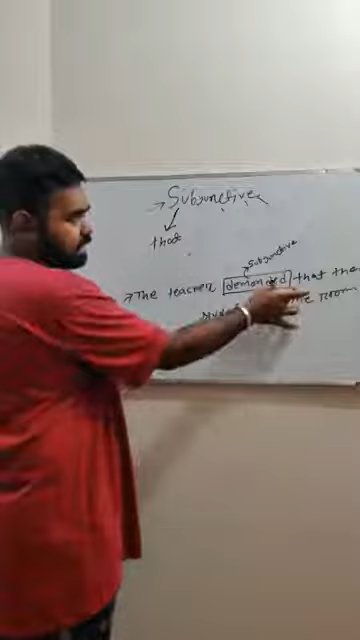 → Subjunctive
that
Subjunctive
→ The teacher demanded that the
room